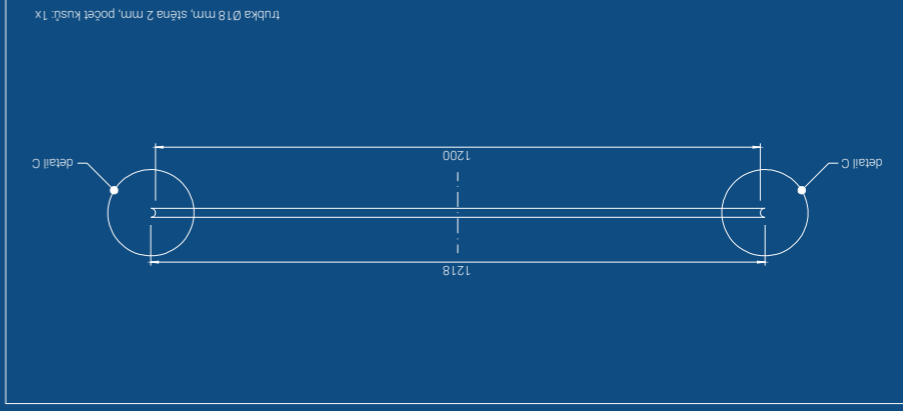 1218
detail C
detail C
1200
trubka Ø18 mm, stěna 2 mm, počet kusů: 1x